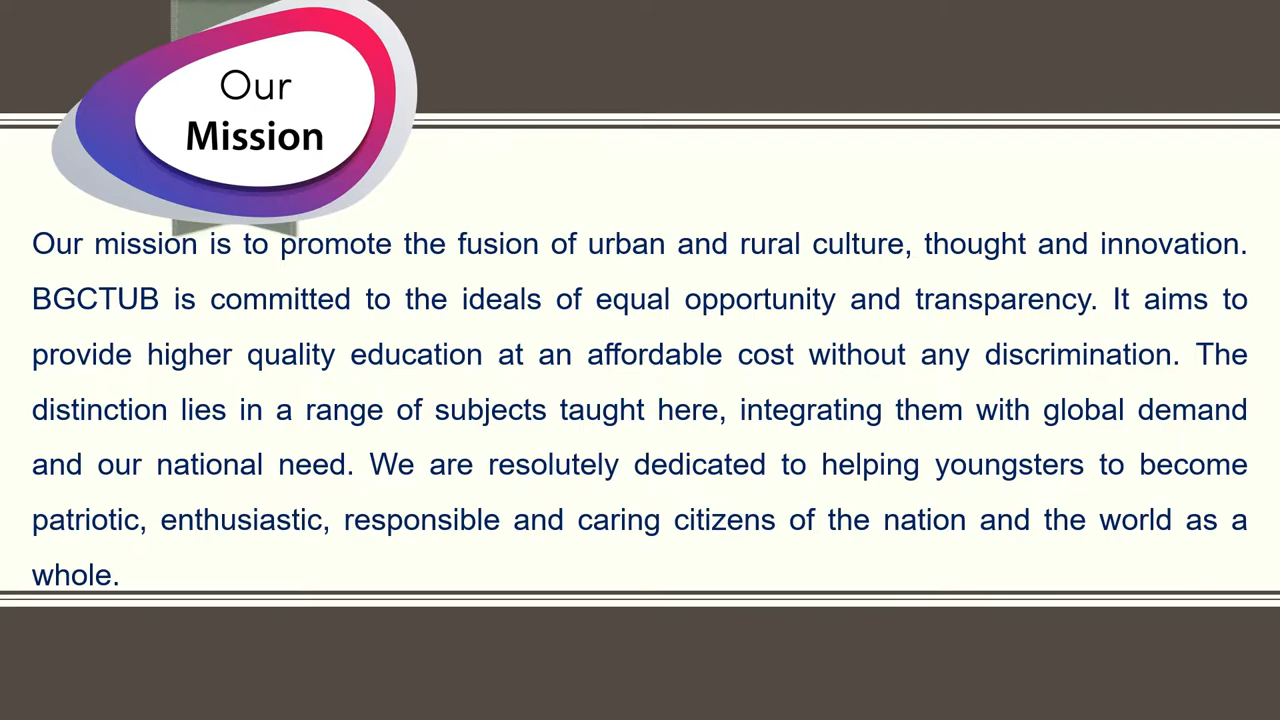 Our
Mission
Our mission is to promote the fusion of urban and rural culture, thought and innovation.
BGCTUB is committed to the ideals of equal opportunity and transparency. It aims to
provide higher quality education at an affordable cost without any discrimination. The
distinction lies in a range of subjects taught here, integrating them with global demand
and our national need. We are resolutely dedicated to helping youngsters to become
patriotic, enthusiastic, responsible and caring citizens of the nation and the world as a
whole.